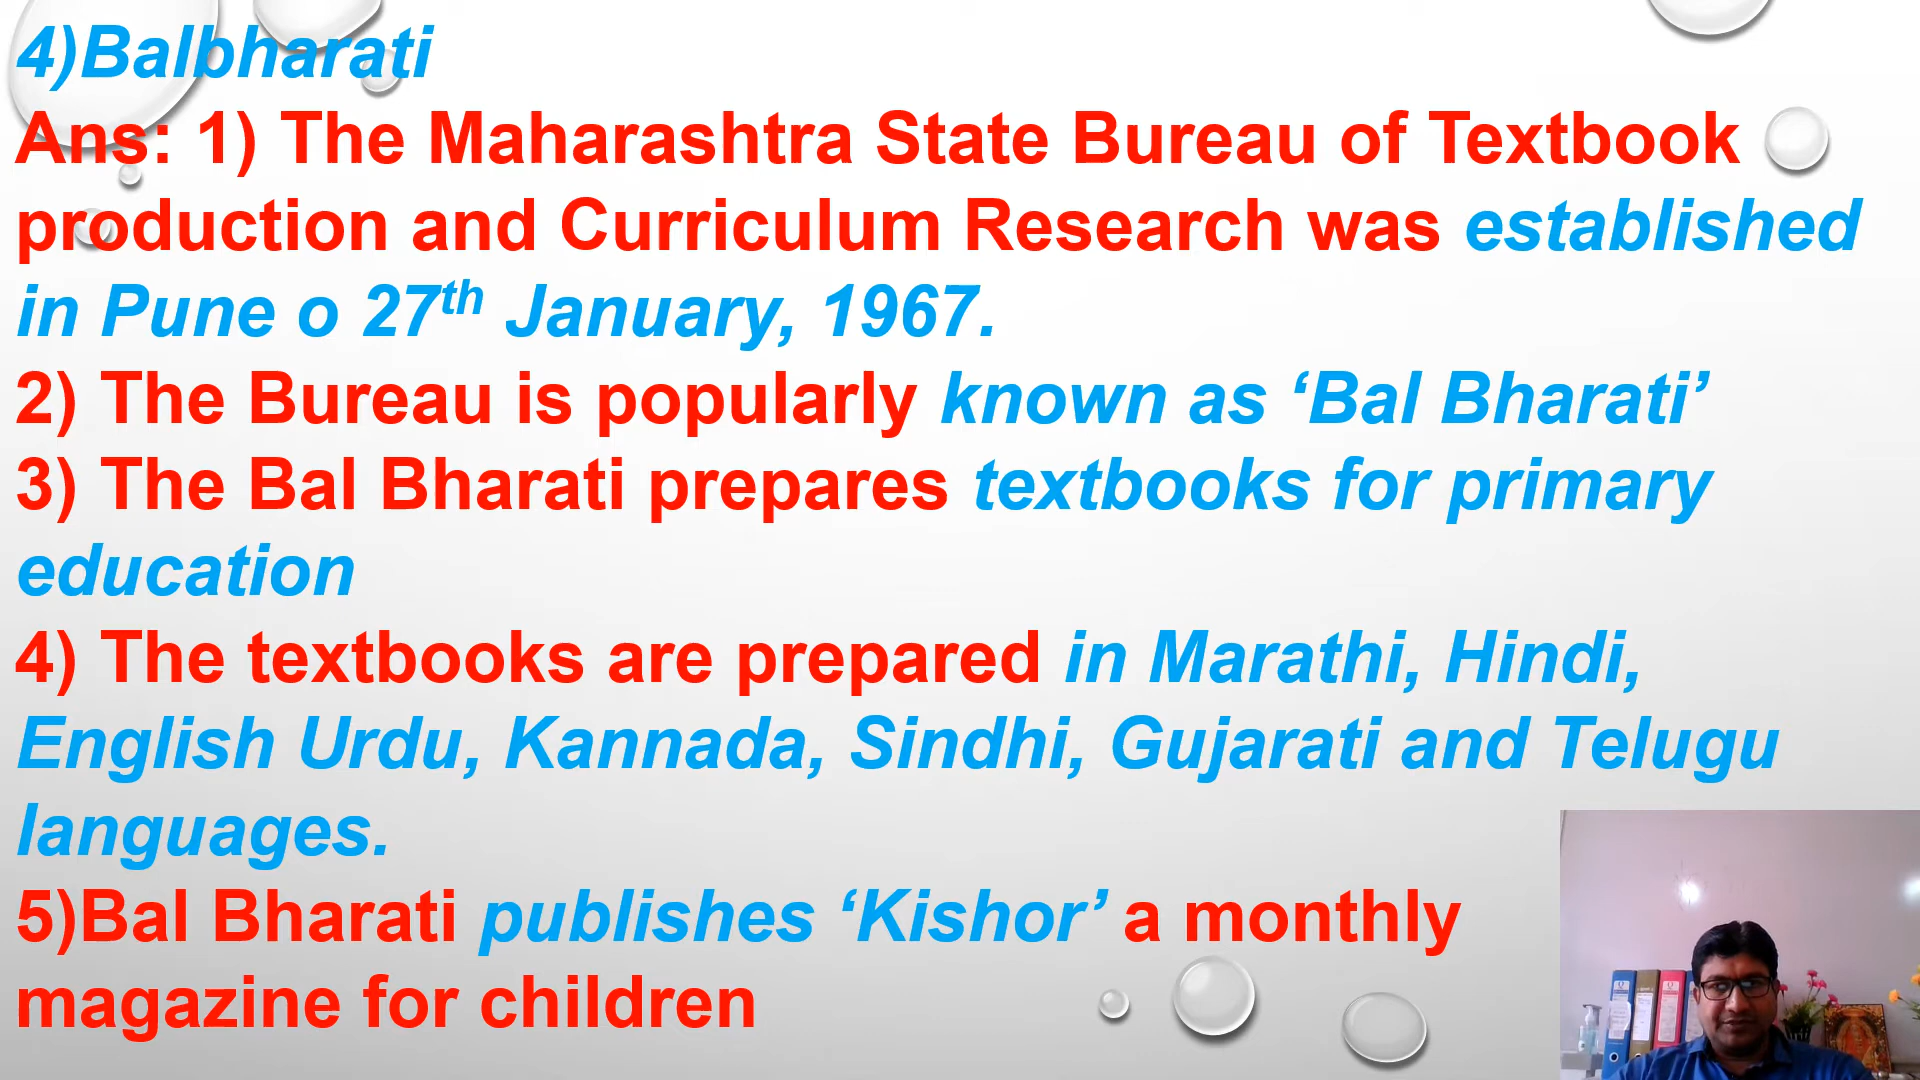 4)Balbharati
Ans: 1) The Maharashtra State Bureau of Textbook
production and Curriculum Research was established
in Pune o 27th January, 1967.
2) The Bureau is popularly known as ‘Bal Bharati’
3) The Bal Bharati prepares textbooks for primary
education
4) The textbooks are prepared in Marathi, Hindi,
English Urdu, Kannada, Sindhi, Gujarati and Telugu
languages.
5)Bal Bharati publishes ‘Kishor’ a monthly
magazine for children